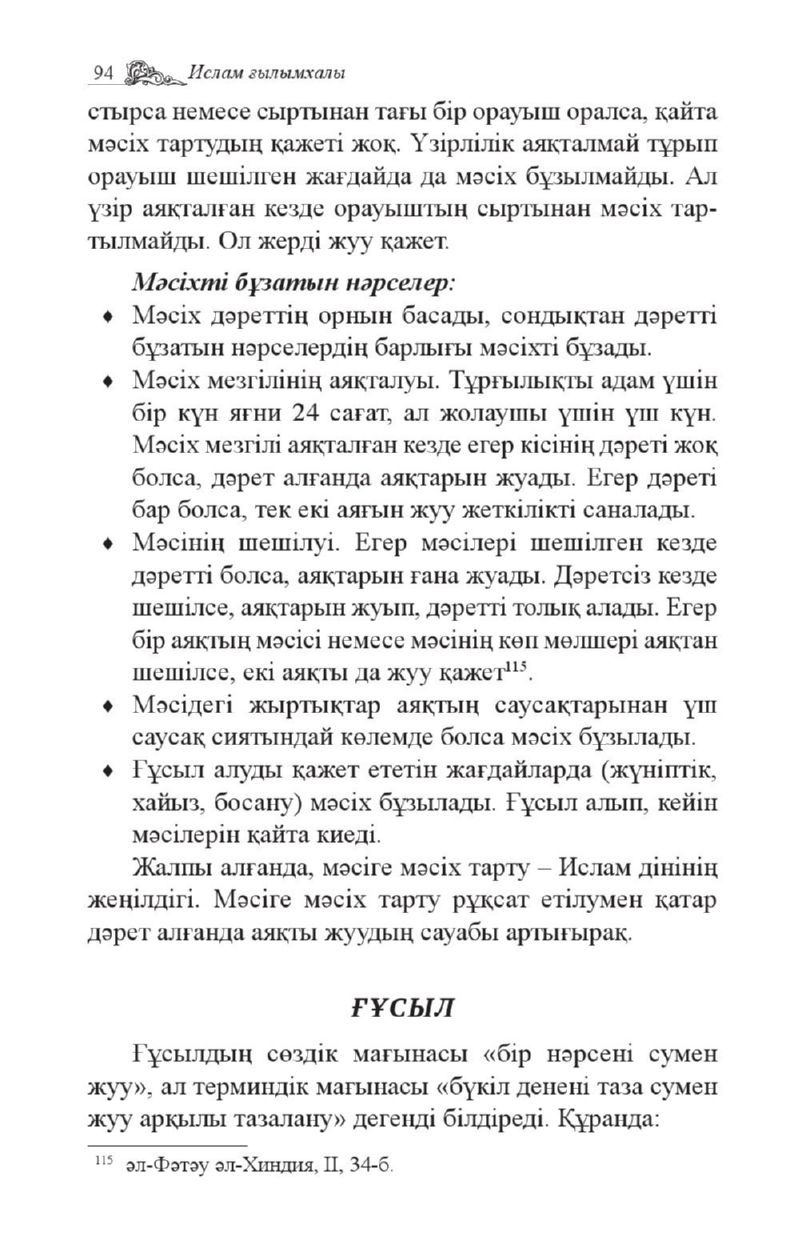 94 Ислам ғылымхалы
стырса немесе сыртынан тағы бір орауыш оралса, қайта
мәсіх тартудың қажеті жоқ. Үзірлілік аяқталмай тұрып
орауыш шешілген жағдайда да мәсіх бұзылмайды. Ал
үзір аяқталған кезде орауыштың сыртынан мәсіх тар-
тылмайды. Ол жерді жуу қажет.
Мәсіхті бұзатын нәрселер:
♦ Мәсіх дәреттің орнын басады, сондықтан дәретті
бұзатын нәрселердің барлығы мәсіхті бұзады.
♦ Мәсіх мезгілінің аяқталуы. Тұрғылықты адам үшін
бір күн яғни 24 сағат, ал жолаушы үшін үш күн.
Мәсіх мезгілі аяқталған кезде егер кісінің дәреті жоқ
болса, дәрет алғанда аяқтарын жуады. Егер дәреті
бар болса, тек екі аяғын жуу жеткілікті саналады.
♦ Мәсінің шешілуі. Егер мәсілері шешілген кезде
дәретті болса, аяқтарын ғана жуады. Дәретсіз кезде
шешілсе, аяқтарын жуып, дәретті толық алады. Егер
бір аяқтың мәсісі немесе мәсінің көп мөлшері аяқтан
шешілсе, екі аяқты да жуу қажет¹¹⁵.
♦ Мәсідегі жыртықтар аяқтың саусақтарынан үш
саусақ сиятындай көлемде болса мәсіх бұзылады.
♦ Ғұсыл алуды қажет ететін жағдайларда (жүніптік,
хайыз, босану) мәсіх бұзылады. Ғұсыл алып, кейін
мәсілерін қайта киеді.
Жалпы алғанда, мәсіге мәсіх тарту – Ислам дінінің
жеңілдігі. Мәсіге мәсіх тарту рұқсат етілумен қатар
дәрет алғанда аяқты жуудың сауабы артығырақ.
ҒҰСЫЛ
Ғұсылдың сөздік мағынасы «бір нәрсені сумен
жуу», ал терминдік мағынасы «бүкіл денені таза сумен
жуу арқылы тазалану» дегенді білдіреді. Құранда:
¹¹⁵ әл-Фәтәу әл-Хиндия, ІІ, 34-б.